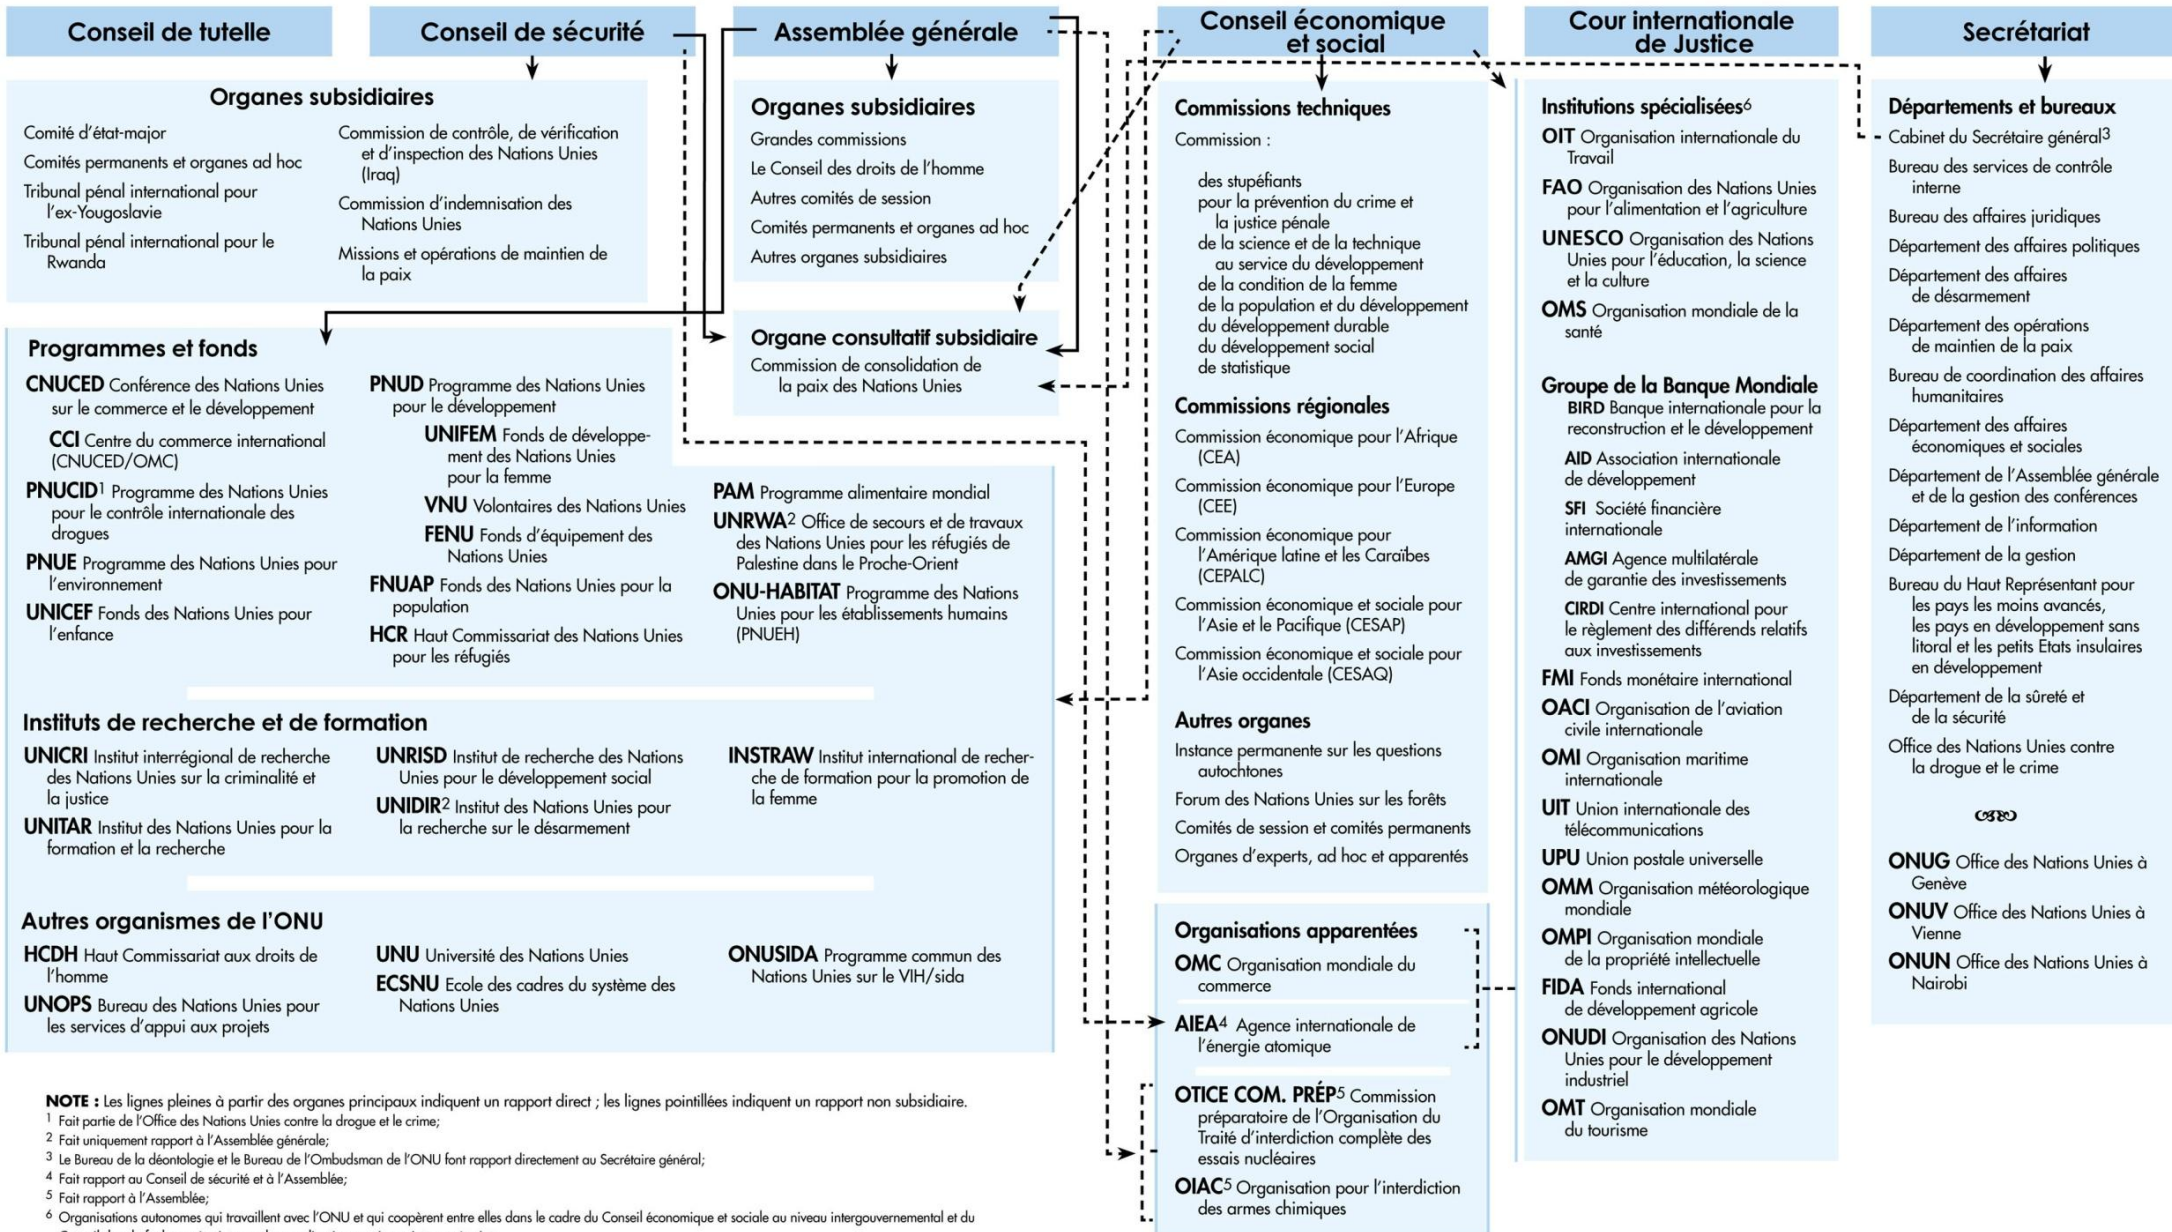 Conseil de tutelle
Conseil de sécurité
Assemblée générale
Conseil économique
et social
Cour internationale
de Justice
Secrétariat
Organes subsidiaires
Comité d'état-major
Comités permanents et organes ad hoc
Tribunal pénal international pour
l'ex-Yougoslavie
Tribunal pénal international pour le
Rwanda
Commission de contrôle, de vérification
et d'inspection des Nations Unies
(Iraq)
Commission d'indemnisation des
Nations Unies
Missions et opérations de maintien de
la paix
Organes subsidiaires
Grandes commissions
Le Conseil des droits de l'homme
Autres comités de session
Comités permanents et organes ad hoc
Autres organes subsidiaires
Organe consultatif subsidiaire
Commission de consolidation de
la paix des Nations Unies
Programmes et fonds
CNUCED Conférence des Nations Unies
sur le commerce et le développement
CCI Centre du commerce international
(CNUCED/OMC)
PNUCID1 Programme des Nations Unies
pour le contrôle internationale des
drogues
PNUE Programme des Nations Unies pour
l'environnement
UNICEF Fonds des Nations Unies pour
l'enfance
PNUD Programme des Nations Unies
pour le développement
UNIFEM Fonds de développe-
ment des Nations Unies
pour la femme
VNU Volontaires des Nations Unies
FENU Fonds d'équipement des
Nations Unies
FNUAP Fonds des Nations Unies pour la
population
HCR Haut Commissariat des Nations Unies
pour les réfugiés
PAM Programme alimentaire mondial
UNRWA2 Office de secours et de travaux
des Nations Unies pour les réfugiés de
Palestine dans le Proche-Orient
ONU-HABITAT Programme des Nations
Unies pour les établissements humains
(PNUEH)
Instituts de recherche et de formation
UNICRI Institut interrégional de recherche
des Nations Unies sur la criminalité et
la justice
UNITAR Institut des Nations Unies pour la
formation et la recherche
UNRISD Institut de recherche des Nations
Unies pour le développement social
UNIDIR2 Institut des Nations Unies pour
la recherche sur le désarmement
INSTRAW Institut international de recher-
che de formation pour la promotion de
la femme
Autres organismes de l'ONU
HCDH Haut Commissariat aux droits de
l'homme
UNOPS Bureau des Nations Unies pour
les services d'appui aux projets
UNU Université des Nations Unies
ECSNU Ecole des cadres du système des
Nations Unies
ONUSIDA Programme commun des
Nations Unies sur le VIH/sida
Commissions techniques
Commission :
des stupéfiants
pour la prévention du crime et
la justice pénale
de la science et de la technique
au service du développement
de la condition de la femme
de la population et du développement
du développement durable
du développement social
de statistique
Commissions régionales
Commission économique pour l'Afrique
(CEA)
Commission économique pour l'Europe
(CEE)
Commission économique pour
l'Amérique latine et les Caraïbes
(CEPALC)
Commission économique et sociale pour
l'Asie et le Pacifique (CESAP)
Commission économique et sociale pour
l'Asie occidentale (CESAQ)
Autres organes
Instance permanente sur les questions
autochtones
Forum des Nations Unies sur les forêts
Comités de session et comités permanents
Organes d'experts, ad hoc et apparentés
Organisations apparentées
OMC Organisation mondiale du
commerce
AIEA4 Agence internationale de
l'énergie atomique
OTICE COM. PRÉP5 Commission
préparatoire de l'Organisation du
Traité d'interdiction complète des
essais nucléaires
OIAC5 Organisation pour l'interdiction
des armes chimiques
Institutions spécialisées6
OIT Organisation internationale du
Travail
FAO Organisation des Nations Unies
pour l'alimentation et l'agriculture
UNESCO Organisation des Nations
Unies pour l'éducation, la science
et la culture
OMS Organisation mondiale de la
santé
Groupe de la Banque Mondiale
BIRD Banque internationale pour la
reconstruction et le développement
AID Association internationale
de développement
SFI Société financière
internationale
AMGI Agence multilatérale
de garantie des investissements
CIRDI Centre international pour
le règlement des différends relatifs
aux investissements
FMI Fonds monétaire international
OACI Organisation de l'aviation
civile internationale
OMI Organisation maritime
internationale
UIT Union internationale des
télécommunications
UPU Union postale universelle
OMM Organisation météorologique
mondiale
OMPI Organisation mondiale
de la propriété intellectuelle
FIDA Fonds international
de développement agricole
ONUDI Organisation des Nations
Unies pour le développement
industriel
OMT Organisation mondiale
du tourisme
Départements et bureaux
Cabinet du Secrétaire général3
Bureau des services de contrôle
interne
Bureau des affaires juridiques
Département des affaires politiques
Département des affaires
de désarmement
Département des opérations
de maintien de la paix
Bureau de coordination des affaires
humanitaires
Département des affaires
économiques et sociales
Département de l'Assemblée générale
et de la gestion des conférences
Département de l'information
Département de la gestion
Bureau du Haut Représentant pour
les pays les moins avancés,
les pays en développement sans
litoral et les petits Etats insulaires
en développement
Département de la sûreté et
de la sécurité
Office des Nations Unies contre
la drogue et le crime
ONUG Office des Nations Unies à
Genève
ONUV Office des Nations Unies à
Vienne
ONUN Office des Nations Unies à
Nairobi
NOTE : Les lignes pleines à partir des organes principaux indiquent un rapport direct ; les lignes pointillées indiquent un rapport non subsidiaire.
1 Fait partie de l'Office des Nations Unies contre la drogue et le crime;
2 Fait uniquement rapport à l'Assemblée générale;
3 Le Bureau de la déontologie et le Bureau de l'Ombudsman de l'ONU font rapport directement au Secrétaire général;
4 Fait rapport au Conseil de sécurité et à l'Assemblée;
5 Fait rapport à l'Assemblée;
6 Organisations autonomes qui travaillent avec l'ONU et qui coopèrent entre elles dans le cadre du Conseil économique et sociale au niveau intergouvernemental et du